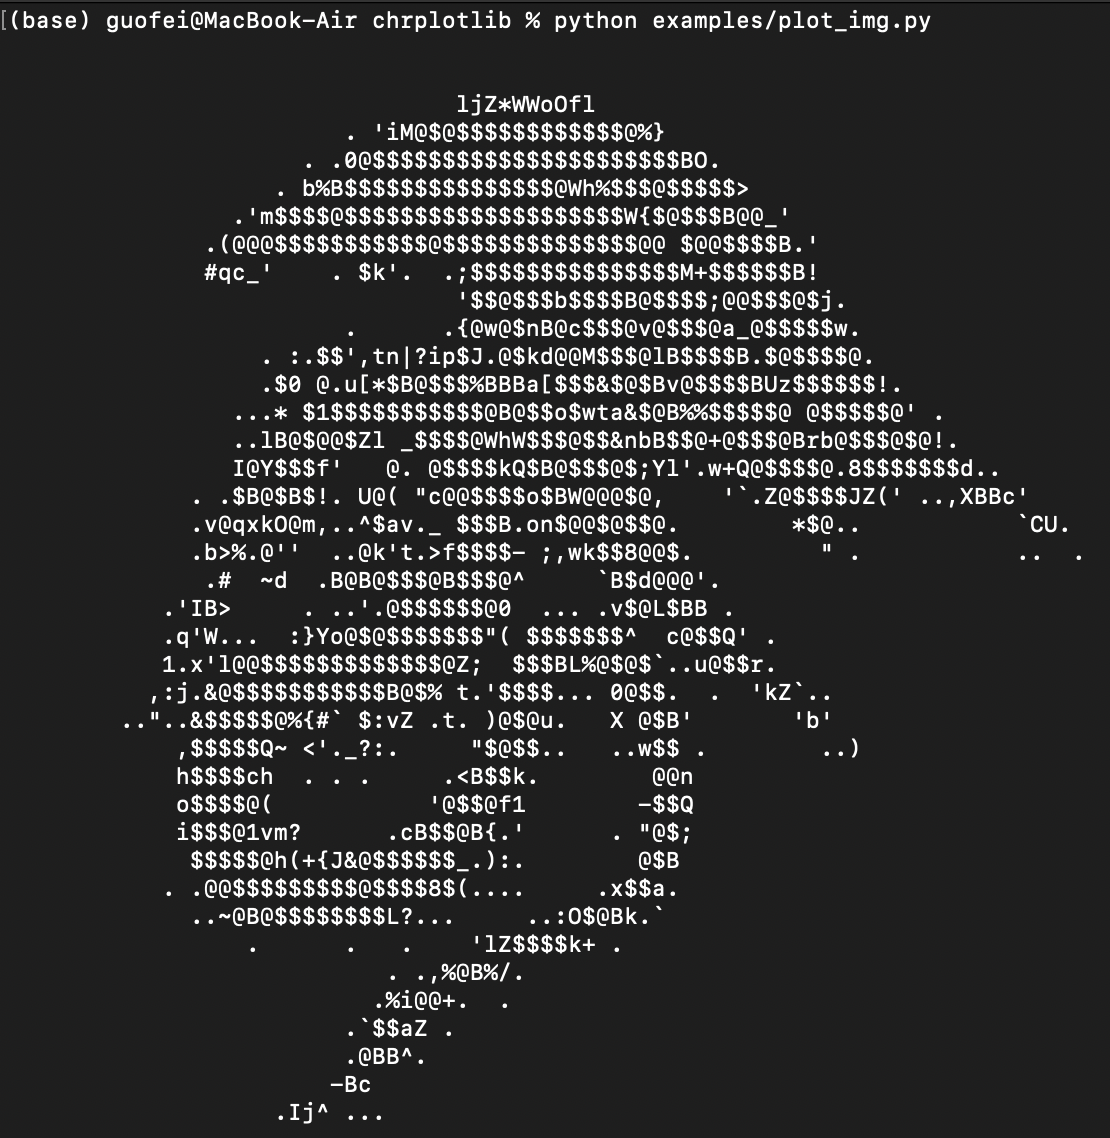 (base) guofei@MacBook-Air chrplotlib % python examples/plot_img.py
ljZ*WWoOfl
. 'iM@$@$$$$$$$$$$$$@%}
. .0@$$$$$$$$$$$$$$$$$$$$$$BO.
. b%B$$$$$$$$$$$$$$$@Wh%$$$@$$$$$>
.'m$$$$@$$$$$$$$$$$$$$$$$$$$W{$@$$$B@@_'
.(@@@$$$$$$$$$$$@$$$$$$$$$$$$$$@@ $@@$$$$B.'
#qc_'    . $k'.  .;$$$$$$$$$$$$$$$M+$$$$$$B!
'$$@$$$b$$$$B@$$$$;@@$$$@$j.
.      .{@w@$nB@c$$$@v@$$$@a_@$$$$$w.
. :.$$',tn|?ip$J.@$kd@@M$$$@lB$$$$B.$@$$$$@.
.$0 @.u[*$B@$$$%BBBa[$$$&$@$Bv@$$$$BUz$$$$$$!.
...* $1$$$$$$$$$$$@B@$$o$wta&$@B%%$$$$$@ @$$$$$@' .
..lB@$@@$Zl _$$$$@WhW$$$@$$&nbB$$@+@$$$@Brb@$$$@$@!.
I@Y$$$f'   @. @$$$$kQ$B@$$$@$;Yl'.w+Q@$$$$@.8$$$$$$$d..
. .$B@$B$!. U@( "c@@$$$$o$BW@@@$@,    '`.Z@$$$$JZ(' ..,XBBc'
.v@qxkO@m,..^$av._ $$$B.on$@@$@$$@.        *$@..           `CU.
.b>%.@''  ..@k't.>f$$$$- ;,wk$$8@@$.         " .           ..  .
.#  ~d  .B@B@$$$@B$$$@^     `B$d@@@'.
.'IB>     . ..'.@$$$$$$@0  ... .v$@L$BB .
.q'W...  :}Yo@$@$$$$$$$"( $$$$$$$^  c@$$Q' .
1.x'l@@$$$$$$$$$$$$$@Z;  $$$BL%@$@$`..u@$$r.
,:j.&@$$$$$$$$$$$B@$% t.'$$$$... 0@$$.  .  'kZ`..
.."..&$$$$$@%{#` $:vZ .t. )@$@u.   X @$B'       'b'
,$$$$$Q~ <'._?:.     "$@$$..   ..w$$ .        ..)
h$$$$ch  . . .     .<B$$k.        @@n
o$$$$@(           '@$$@f1        -$$Q
i$$$@1vm?      .cB$$@B{.'      . "@$;
$$$$$@h(+{J&@$$$$$$_.):.        @$B
. .@@$$$$$$$$$@$$$$8$(....     .x$$a.
..~@B@$$$$$$$$L?...     ..:O$@Bk.`
.      .   .    'lZ$$$$k+ .
. .,%@B%/.
.%i@@+.  .
.`$$aZ .
.@BB^.
-Bc
.Ij^ ...